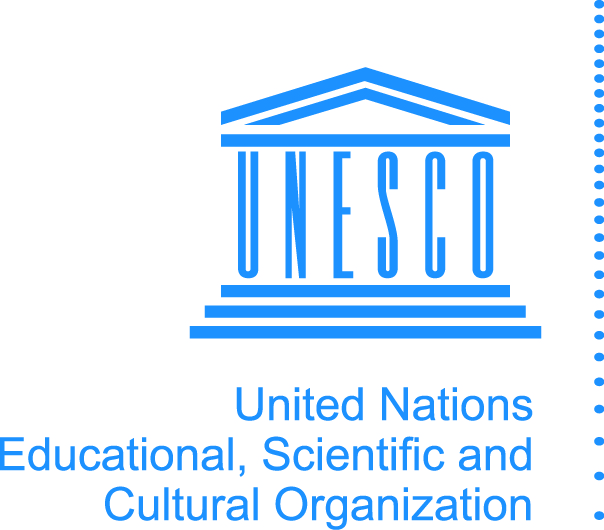 UNESCO
United Nations
Educational, Scientific and
Cultural Organization